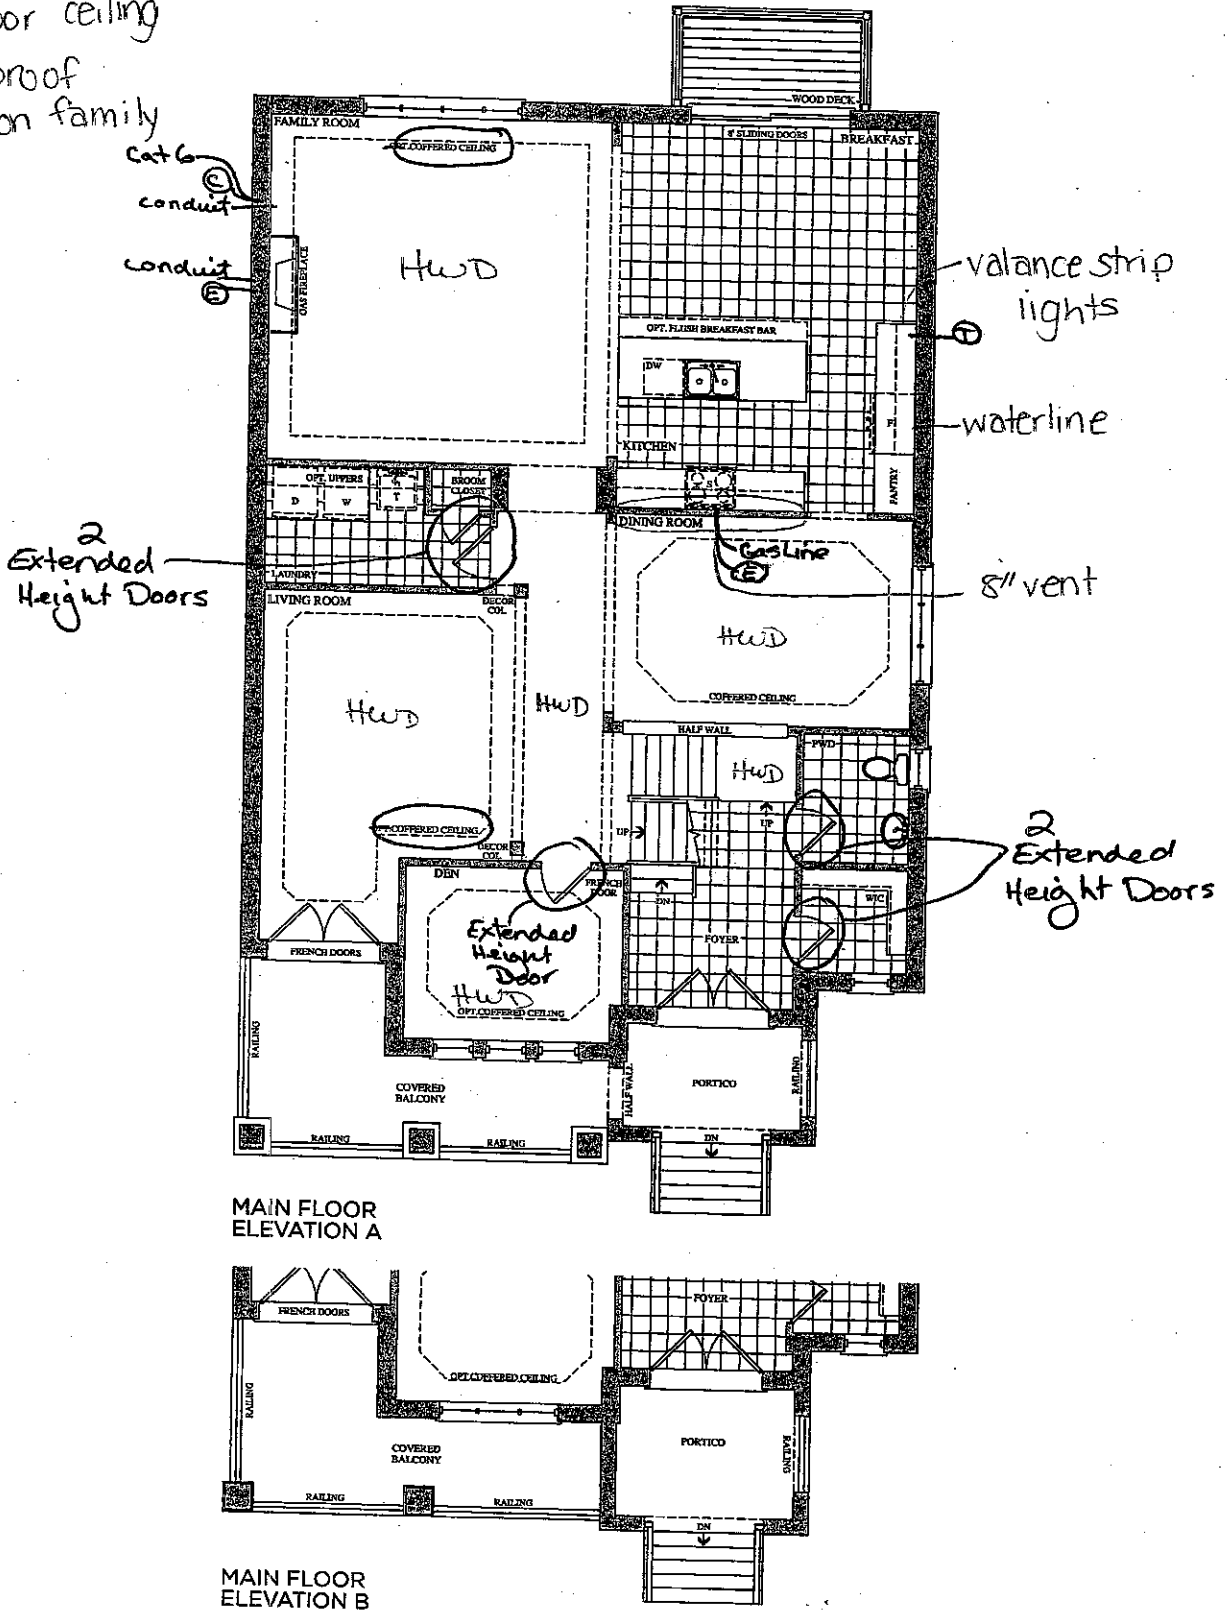 oor ceiling
proof
on family
WOOD DECK
FAMILY ROOM
OPT. COFFERED CEILING
8' SLIDING DOORS
BREAKFAST
Cat 6
C
conduit
conduit
E
GAS FIREPLACE
HWD
valance strip
lights
OPT. FLUSH BREAKFAST BAR
T
DW
waterline
KITCHEN
PANTRY
OPT. UPPERS
D
W
T
BROOM
CLOSET
S
DINING ROOM
Gas Line
E
8" vent
2
Extended
Height Doors
LAUNDRY
LIVING ROOM
DECOR
COL.
HWD
COFFERED CEILING
HWD
HWD
HALF WALL
PWD
HWD
UP
UP
OPT. COFFERED CEILING
DECOR
COL.
2
Extended
Height Doors
DEN
FRENCH
DOOR
DN
WIC
FOYER
Extended
Height
Door
HWD
OPT. COFFERED CEILING
FRENCH DOORS
RAILING
COVERED
BALCONY
HALF WALL
PORTICO
RAILING
RAILING
RAILING
DN
MAIN FLOOR
ELEVATION A
FRENCH DOORS
FOYER
OPT. COFFERED CEILING
RAILING
COVERED
BALCONY
PORTICO
RAILING
RAILING
RAILING
DN
MAIN FLOOR
ELEVATION B